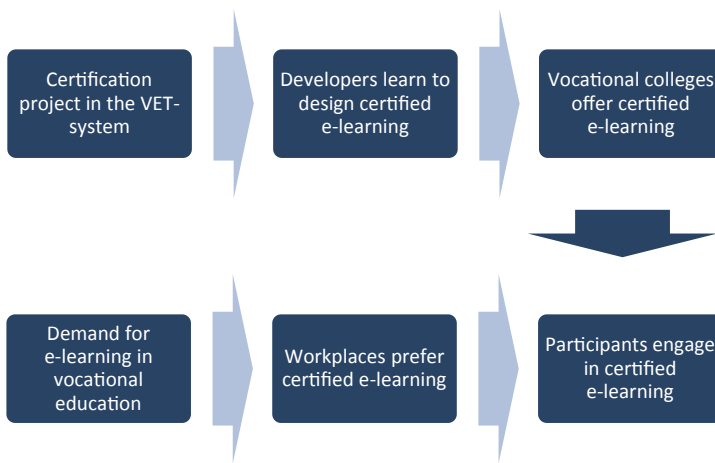 Certification
project in the VET-
system
Developers learn to
design certified
e-learning
Vocational colleges
offer certified
e-learning
Demand for
e-learning in
vocational
education
Workplaces prefer
certified e-learning
Participants engage
in certified
e-learning